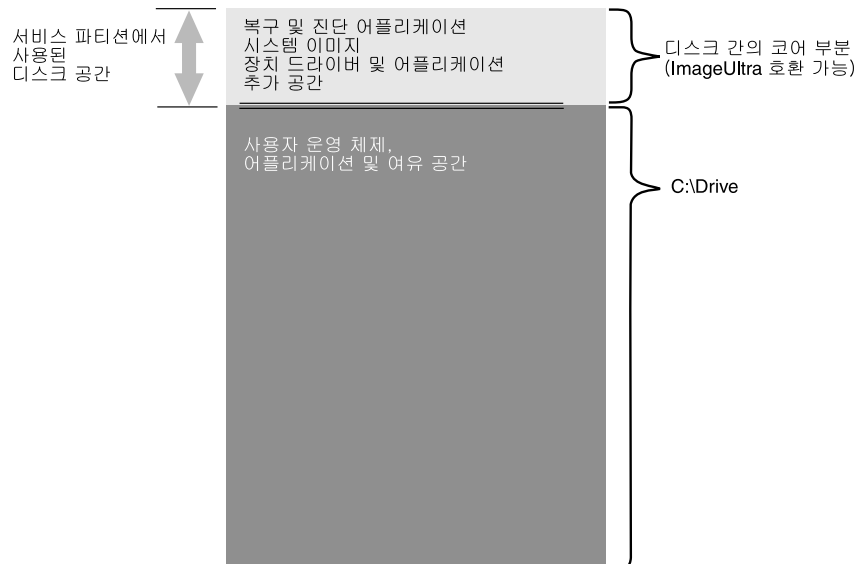 서비스 파티션에서
사용된
디스크 공간
복구 및 진단 어플리케이션
시스템 이미지
장치 드라이버 및 어플리케이션
추가 공간
디스크 간의 코어 부분
(ImageUltra 호환 가능)
사용자 운영 체제,
어플리케이션 및 여유 공간
C:\Drive